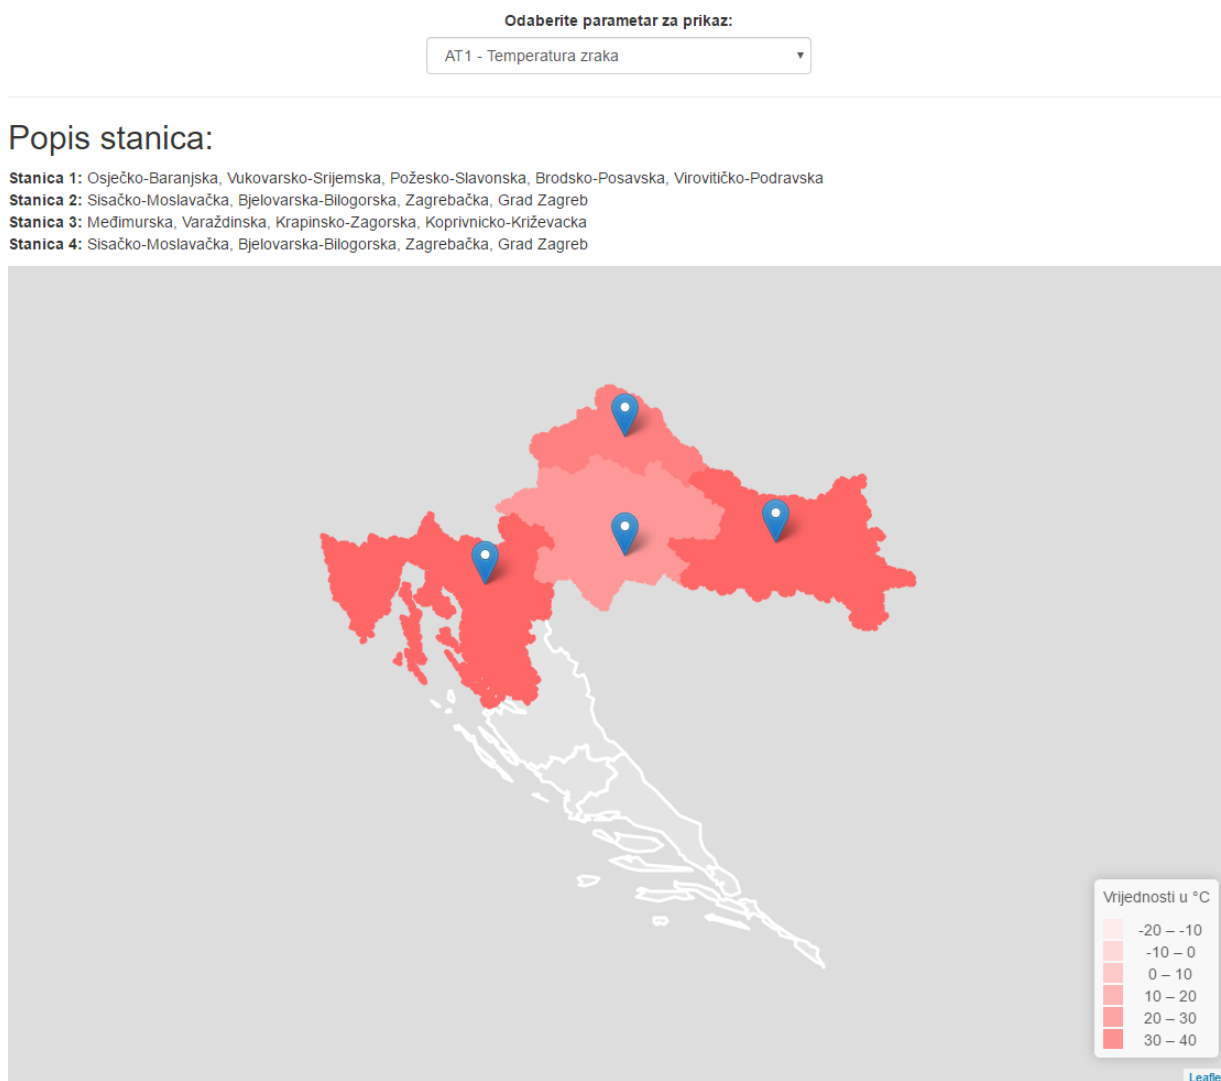 Odaberite parametar za prikaz:
AT1 - Temperatura zraka
Popis stanica:
Stanica 1: Osječko-Baranjska, Vukovarsko-Srijemska, Požesko-Slavonska, Brodsko-Posavska, Virovitičko-Podravska
Stanica 2: Sisačko-Moslavačka, Bjelovarska-Bilogorska, Zagrebačka, Grad Zagreb
Stanica 3: Međimurska, Varaždinska, Krapinsko-Zagorska, Koprivnicko-Križevacka
Stanica 4: Sisačko-Moslavačka, Bjelovarska-Bilogorska, Zagrebačka, Grad Zagreb
Vrijednosti u °C
-20 – -10
-10 – 0
0 – 10
10 – 20
20 – 30
30 – 40
Leafle